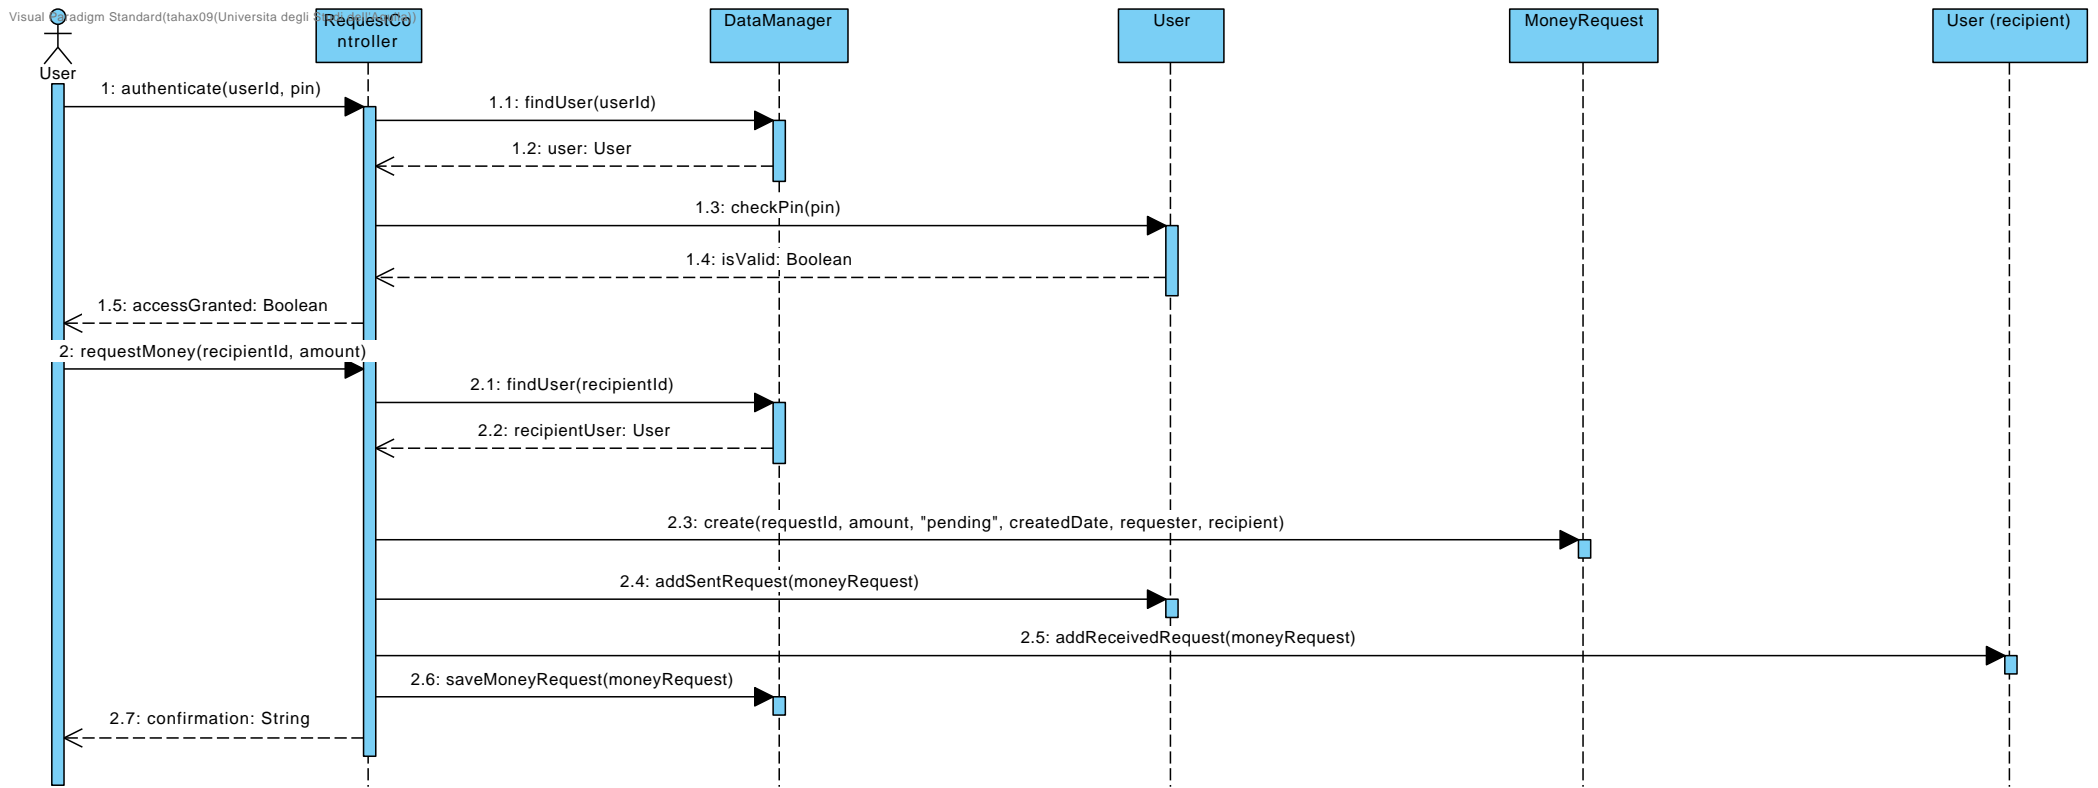 Visual Paradigm Standard(tahax09(Universita degli Studi dell'Aquila))
User
RequestCo
ntroller
DataManager
User
MoneyRequest
User (recipient)
1: authenticate(userId, pin)
1.1: findUser(userId)
1.2: user: User
1.3: checkPin(pin)
1.4: isValid: Boolean
1.5: accessGranted: Boolean
2: requestMoney(recipientId, amount)
2.1: findUser(recipientId)
2.2: recipientUser: User
2.3: create(requestId, amount, "pending", createdDate, requester, recipient)
2.4: addSentRequest(moneyRequest)
2.5: addReceivedRequest(moneyRequest)
2.6: saveMoneyRequest(moneyRequest)
2.7: confirmation: String